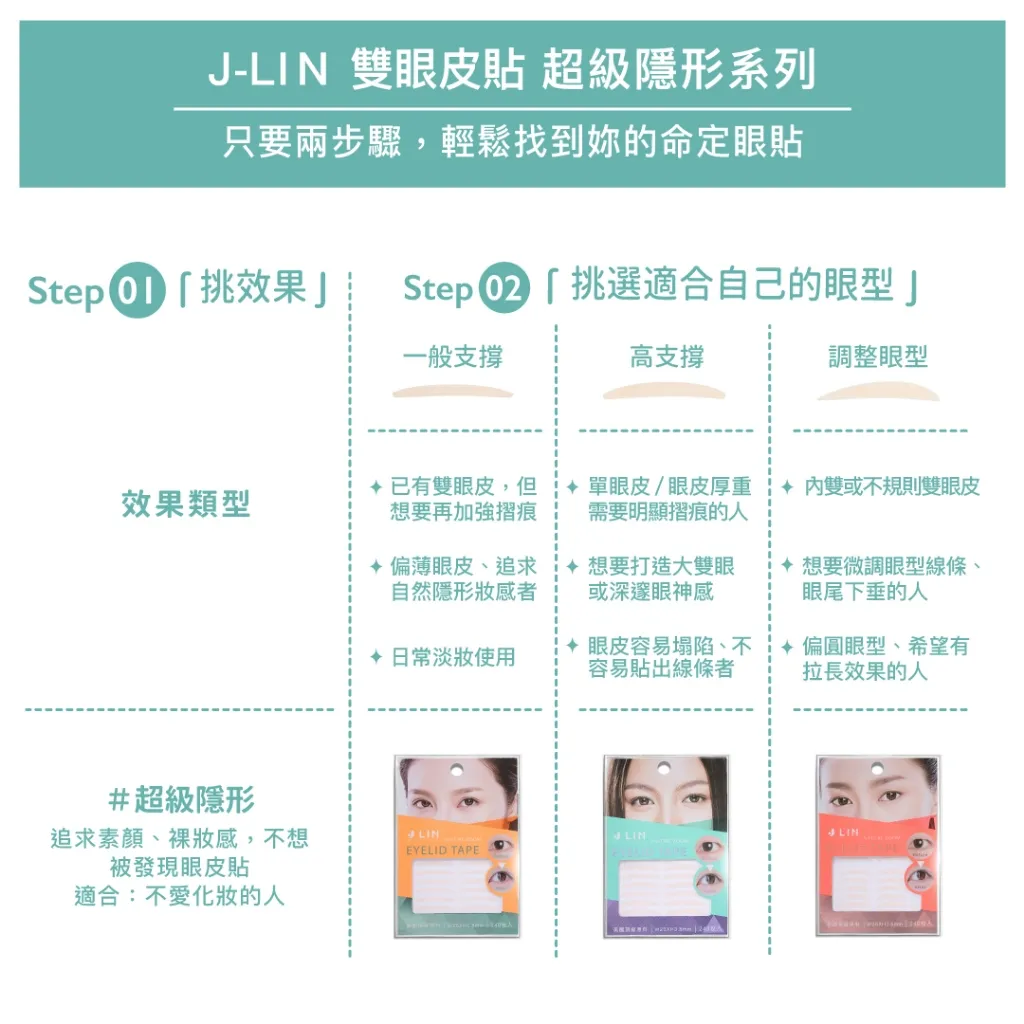 J-LIN 雙眼皮貼 超級隱形系列
只要兩步驟，輕鬆找到妳的命定眼貼
Step 01「挑效果」
Step 02「挑選適合自己的眼型」
一般支撐
高支撐
調整眼型
效果類型
已有雙眼皮，但
想要再加強摺痕
偏薄眼皮、追求
自然隱形妝感者
日常淡妝使用
單眼皮/眼皮厚重
需要明顯摺痕的人
想要打造大雙眼
或深邃眼神感
眼皮容易塌陷、不
容易貼出線條者
內雙或不規則雙眼皮
想要微調眼型線條、
眼尾下垂的人
偏圓眼型、希望有
拉長效果的人
#超級隱形
追求素顏、裸妝感，不想
被發現眼皮貼
適合：不愛化妝的人
J LIN
EYELID TAPE
J LIN
J LIN